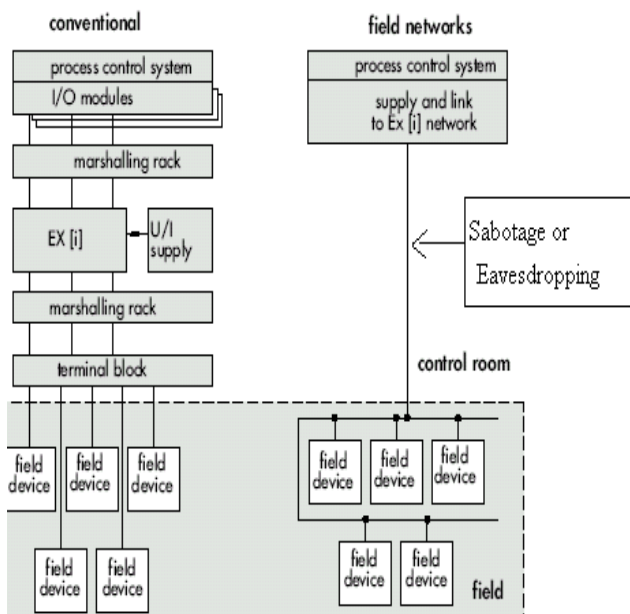 conventional
process control system
I/O modules
marshalling rack
EX [i]
U/I
supply
marshalling rack
terminal block
field
device
field
device
field
device
field
device
field
device
field networks
process control system
supply and link
to Ex [i] network
Sabotage or
Eavesdropping
control room
field
device
field
device
field
device
field
device
field
device
field